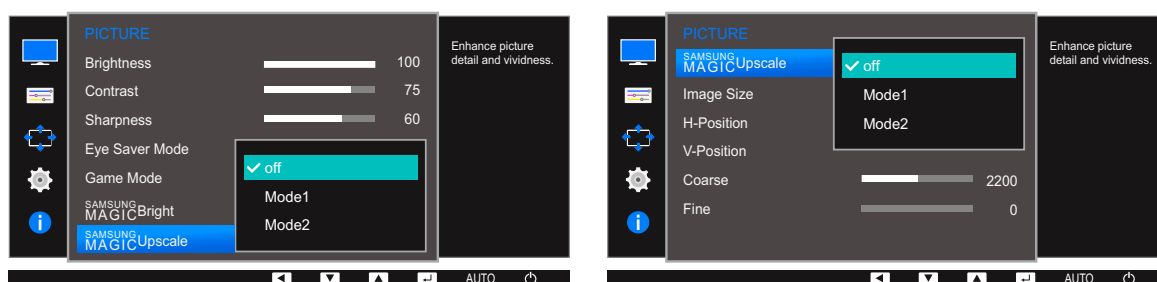 PICTURE
Brightness 100
Contrast 75
Sharpness 60
Eye Saver Mode
Game Mode
SAMSUNG
MAGICBright
SAMSUNG
MAGICUpscale
off
Mode1
Mode2
Enhance picture
detail and vividness.
AUTO
PICTURE
SAMSUNG
MAGICUpscale
Image Size
H-Position
V-Position
Coarse 2200
Fine 0
off
Mode1
Mode2
Enhance picture
detail and vividness.
AUTO